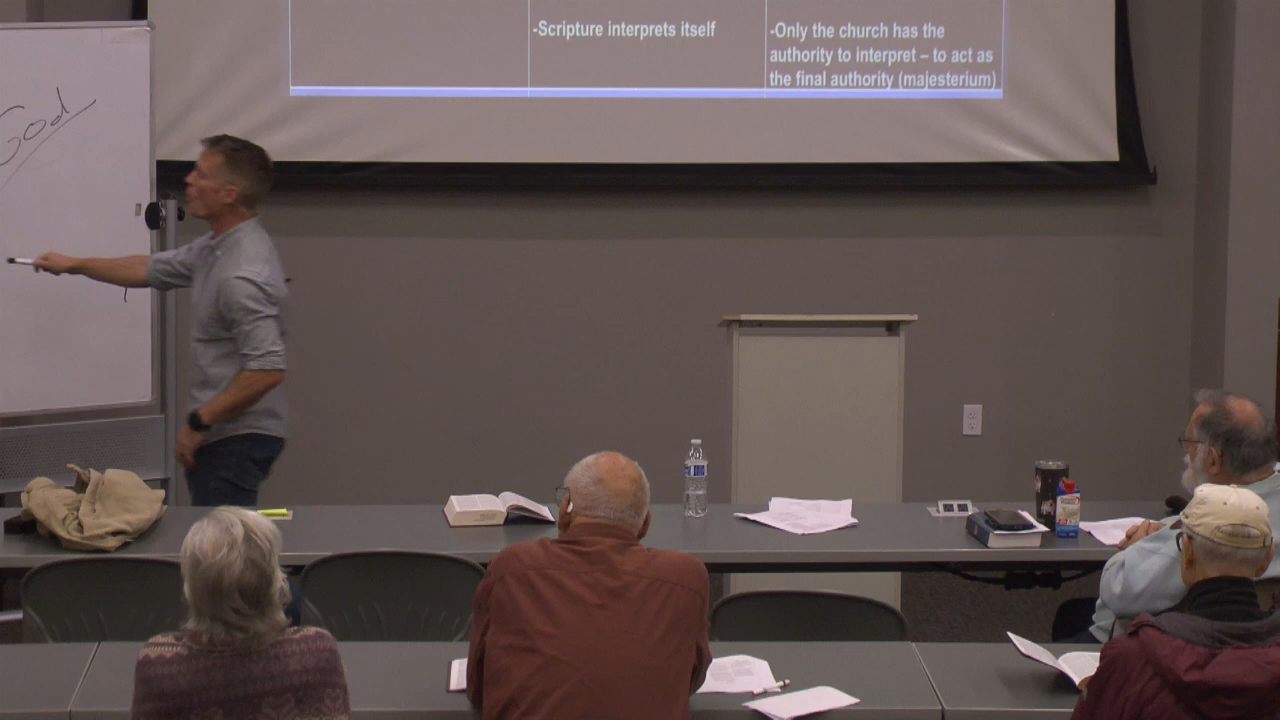 -Scripture interprets itself
-Only the church has the
authority to interpret – to act as
the final authority (majesterium)
God